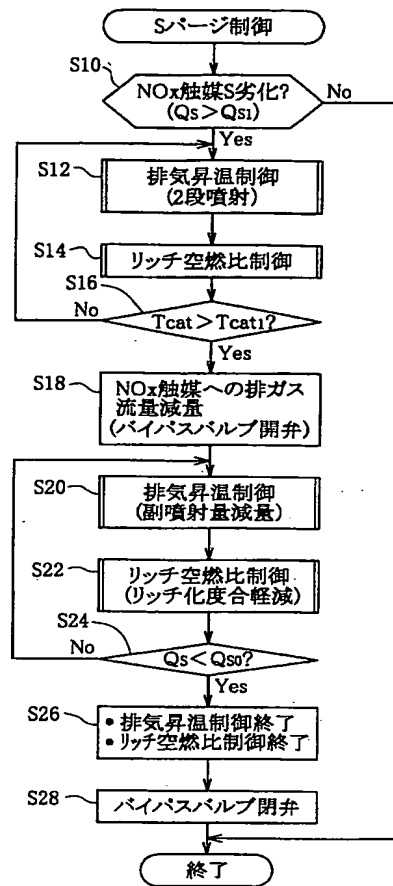 Sパージ制御
S10
NOx触媒S劣化?
(QS>QS1)
No
Yes
S12
排気昇温制御
(2段噴射)
S14
リッチ空燃比制御
S16
No
Tcat>Tcat1?
Yes
S18
NOx触媒への排ガス
流量減量
(バイパスバルブ開弁)
S20
排気昇温制御
(副噴射量減量)
S22
リッチ空燃比制御
(リッチ化度合軽減)
S24
No
QS<QS0?
Yes
S26
• 排気昇温制御終了
• リッチ空燃比制御終了
S28
バイパスバルブ閉弁
終了